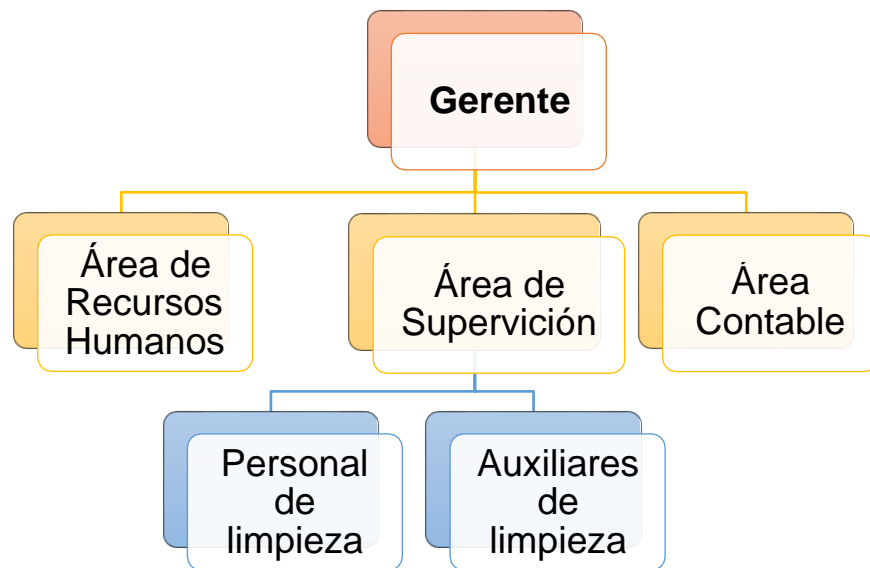 Gerente
Área de
Recursos
Humanos
Área de
Supervición
Área
Contable
Personal
de
limpieza
Auxiliares
de
limpieza